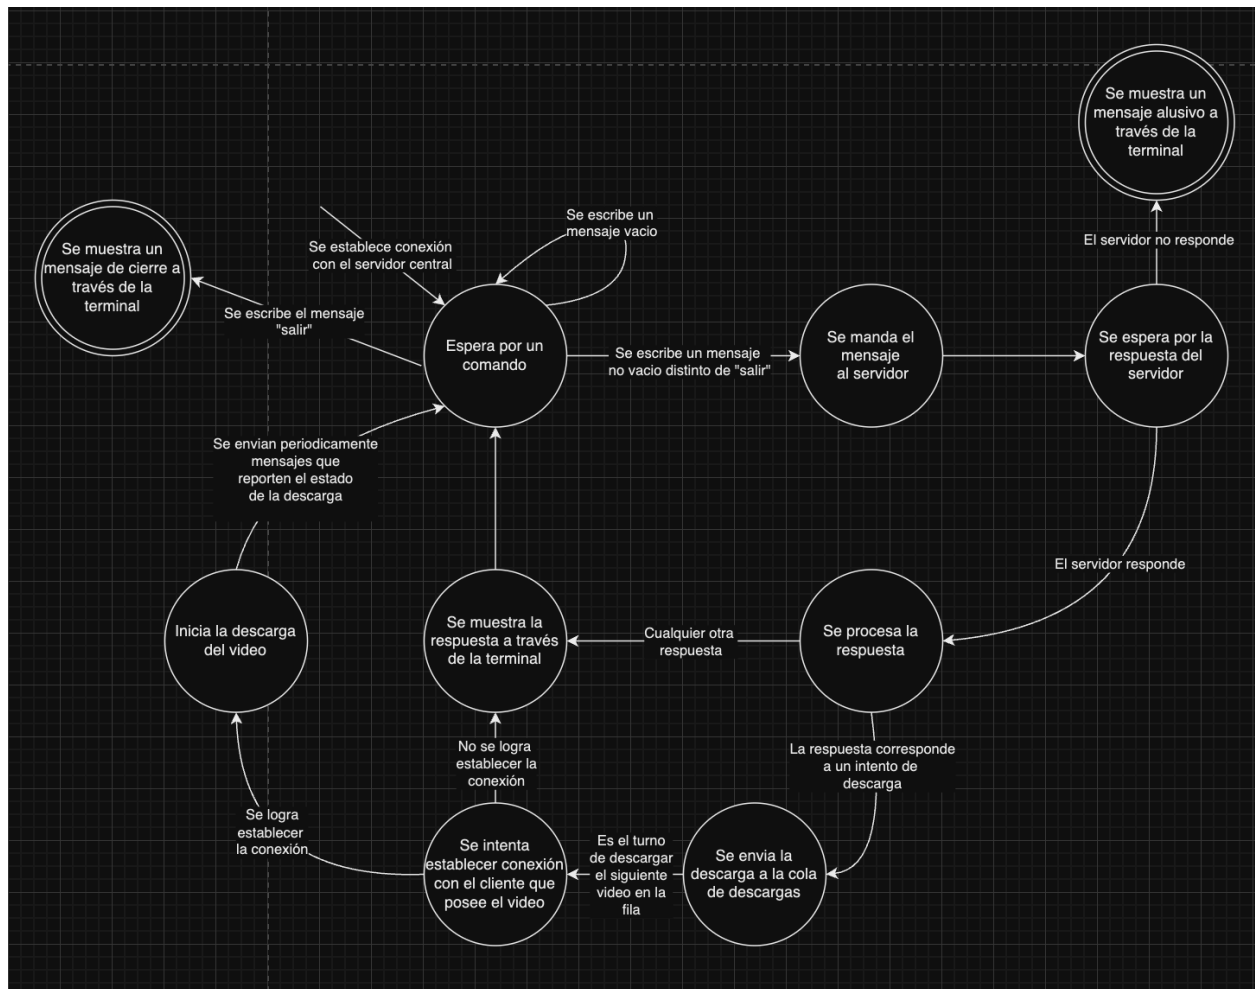 Se muestra un
mensaje alusivo a
través de la
terminal
El servidor no responde
Se muestra un
mensaje de cierre a
través de la
terminal
Se establece conexión
con el servidor central
Se escribe un
mensaje vacio
Se escribe el mensaje
"salir"
Espera por un
comando
Se escribe un mensaje
no vacio distinto de "salir"
Se manda el
mensaje
al servidor
Se espera por la
respuesta del
servidor
Se envian periodicamente
mensajes que
reporten el estado
de la descarga
El servidor responde
Inicia la descarga
del video
Se muestra la
respuesta a través
de la terminal
Cualquier otra
respuesta
Se procesa la
respuesta
No se logra
establecer la
conexión
La respuesta corresponde
a un intento de
descarga
Se logra
establecer
la conexión
Se intenta
establecer conexión
con el cliente que
posee el video
Es el turno
de descargar
el siguiente
video en la
fila
Se envia la
descarga a la cola
de descargas